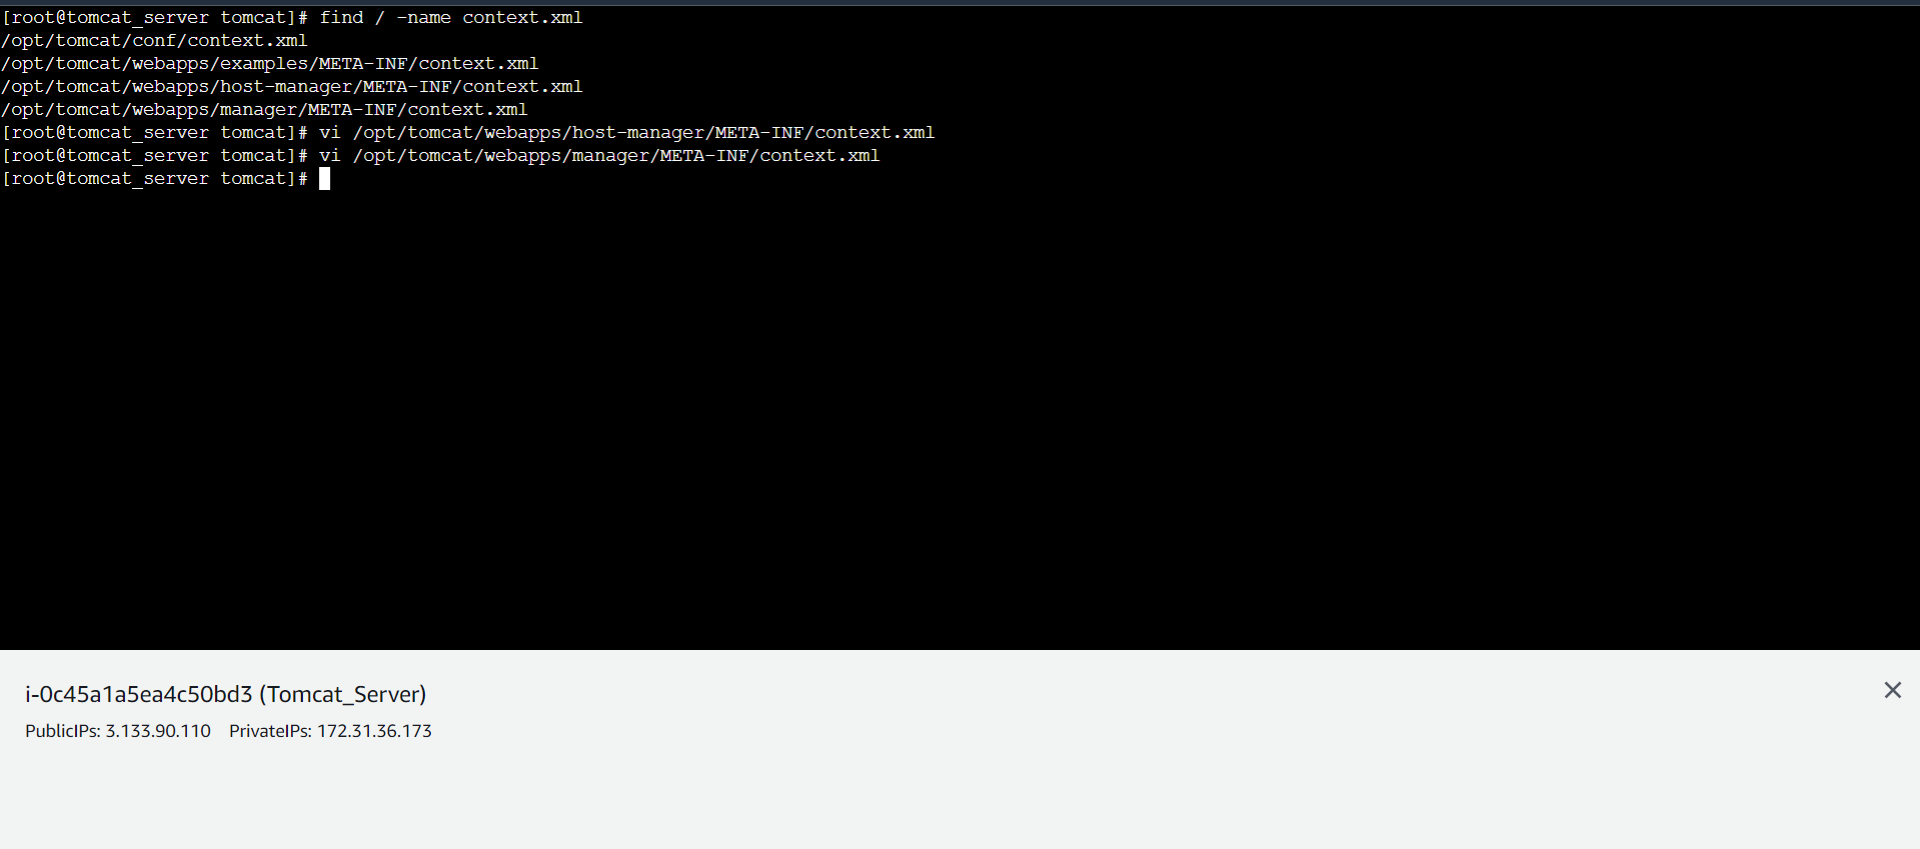 [root@tomcat_server tomcat]# find / -name context.xml
/opt/tomcat/conf/context.xml
/opt/tomcat/webapps/examples/META-INF/context.xml
/opt/tomcat/webapps/host-manager/META-INF/context.xml
/opt/tomcat/webapps/manager/META-INF/context.xml
[root@tomcat_server tomcat]# vi /opt/tomcat/webapps/host-manager/META-INF/context.xml
[root@tomcat_server tomcat]# vi /opt/tomcat/webapps/manager/META-INF/context.xml
[root@tomcat_server tomcat]#
i-0c45a1a5ea4c50bd3 (Tomcat_Server)
PublicIPs: 3.133.90.110 PrivateIPs: 172.31.36.173